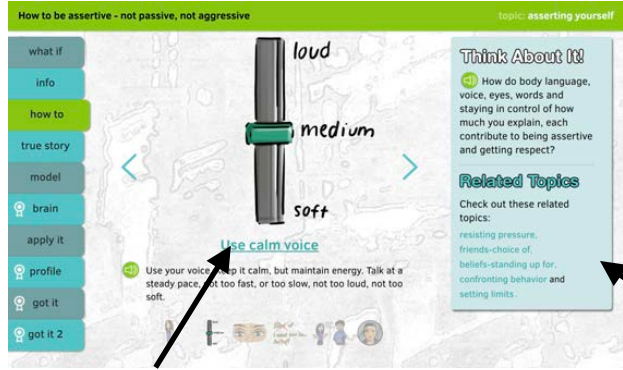 How to be assertive - not passive, not aggressive
topic: asserting yourself
what if
info
how to
true story
model
brain
apply it
profile
got it
got it 2
loud
medium
soft
Use calm voice
Use your voice, keep it calm, but maintain energy. Talk at a
steady pace, not too fast, or too slow, not too loud, not too
soft.
Think About It!
How do body language,
voice, eyes, words and
staying in control of how
much you explain, each
contribute to being assertive
and getting respect?
Related Topics
Check out these related
topics:
resisting pressure,
friends-choice of,
beliefs-standing up for,
confronting behavior and
setting limits.